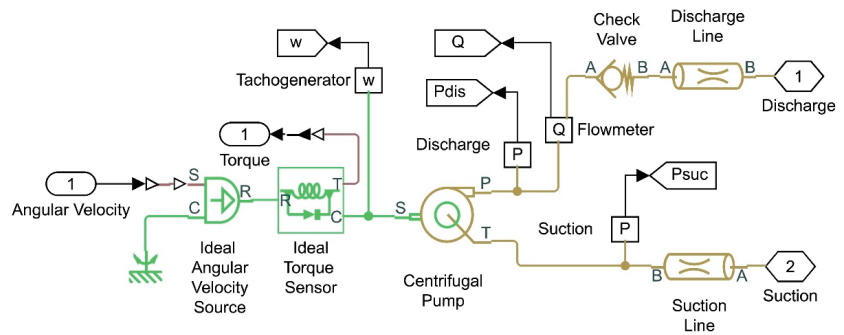 w
Q
Check
Valve
Discharge
Line
Tachogenerator
w
A
B
A
B
1
Discharge
Pdis
1
Torque
Discharge
P
Q
Flowmeter
1
Angular Velocity
S
C
R
R
T
C
S
P
T
Psuc
Suction
P
B
A
2
Suction
Ideal
Angular
Velocity
Source
Ideal
Torque
Sensor
Centrifugal
Pump
Suction
Line